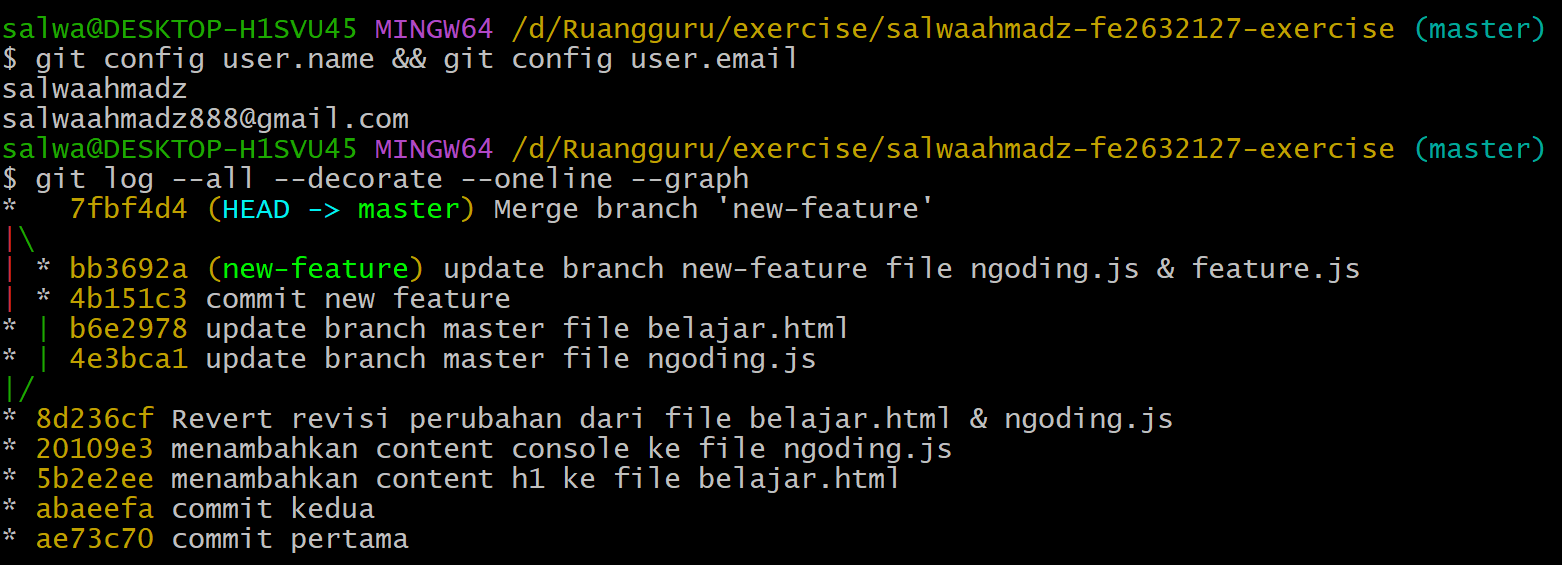 salwa@DESKTOP-H1SVU45 MINGW64 /d/Ruangguru/exercise/salwaahmadz-fe2632127-exercise (master)
$ git config user.name && git config user.email
salwaahmadz
salwaahmadz888@gmail.com
salwa@DESKTOP-H1SVU45 MINGW64 /d/Ruangguru/exercise/salwaahmadz-fe2632127-exercise (master)
$ git log --all --decorate --oneline --graph
*   7fbf4d4 (HEAD -> master) Merge branch 'new-feature'
|\
| * bb3692a (new-feature) update branch new-feature file ngoding.js & feature.js
| * 4b151c3 commit new feature
* | b6e2978 update branch master file belajar.html
* | 4e3bca1 update branch master file ngoding.js
|/
* 8d236cf Revert revisi perubahan dari file belajar.html & ngoding.js
* 20109e3 menambahkan content console ke file ngoding.js
* 5b2e2ee menambahkan content h1 ke file belajar.html
* abaeefa commit kedua
* ae73c70 commit pertama